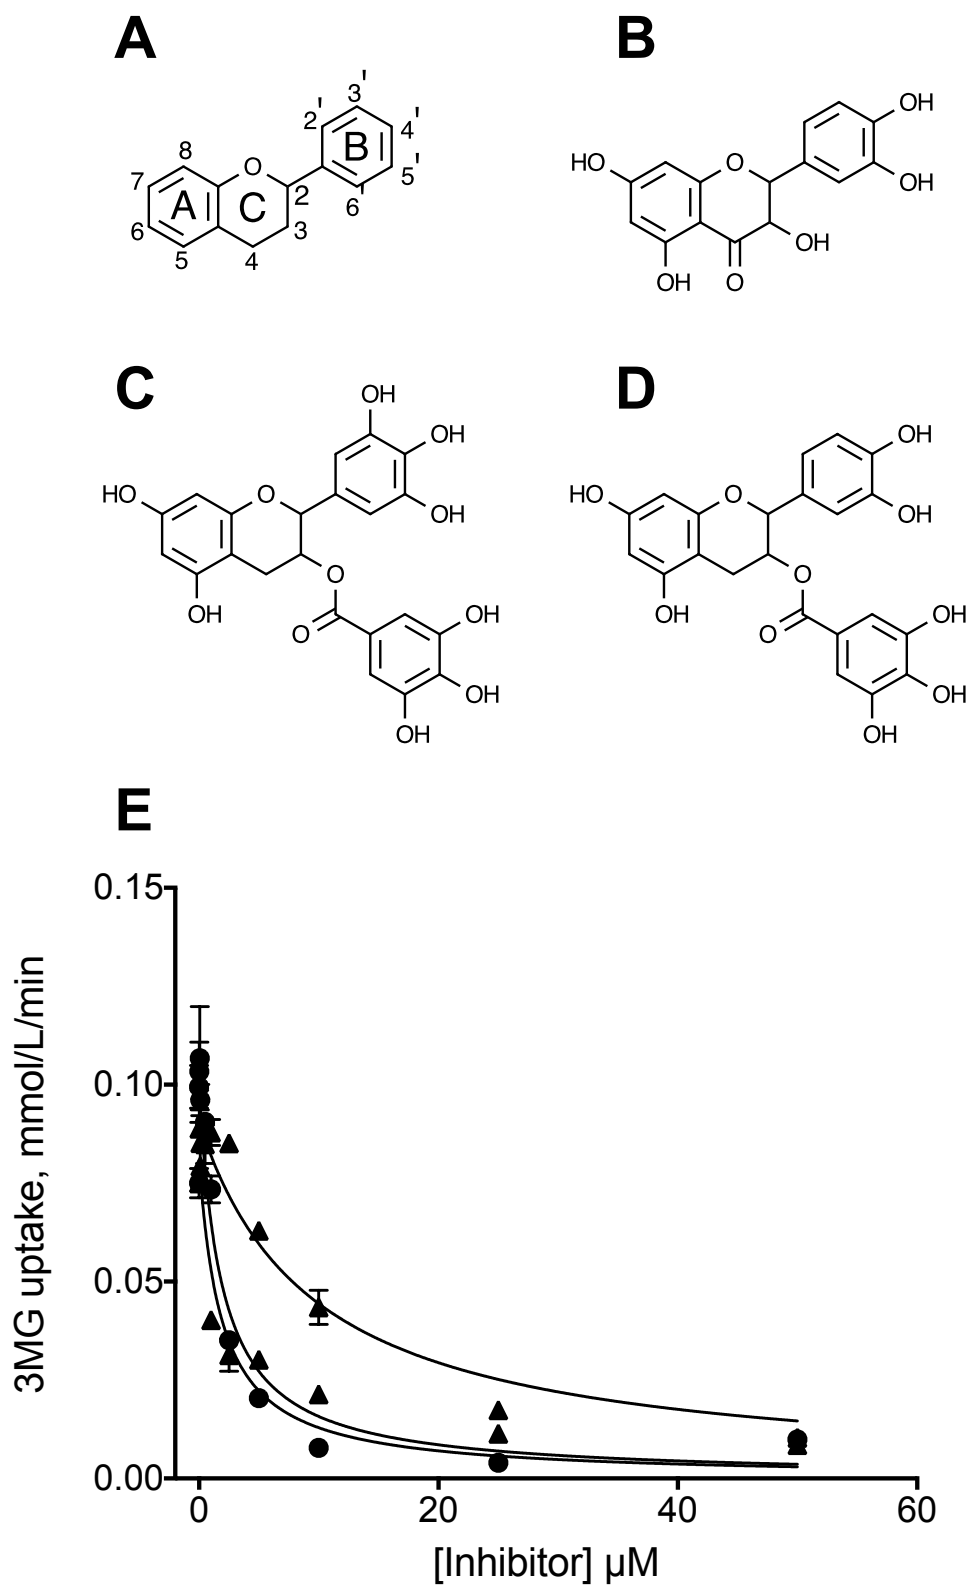 A
B
3'
2'
4'
8
O
B
5'
7
A
C
2
6'
6
3
5
4
OH
HO
O
OH
OH
OH
O
C
D
OH
OH
HO
O
OH
OH
O
O
OH
OH
OH
OH
HO
O
OH
OH
O
O
OH
OH
OH
E
0.15
0.10
0.05
0.00
3MG uptake, mmol/L/min
0
20
40
60
[Inhibitor] µM